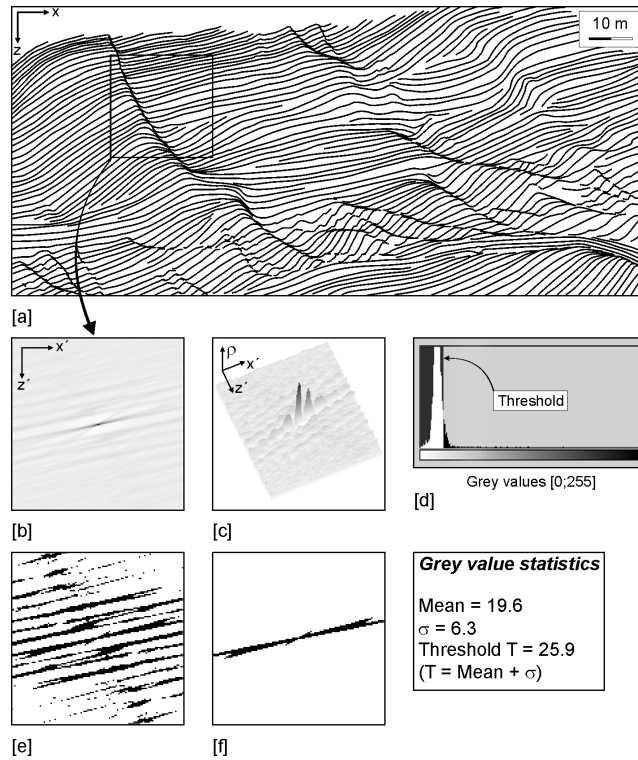 x
z
10 m
[a]
x´
z´
ρ
x´
z´
Threshold
Grey values [0;255]
[b]
[c]
[d]
Grey value statistics
Mean = 19.6
σ = 6.3
Threshold T = 25.9
(T = Mean + σ)
[e]
[f]